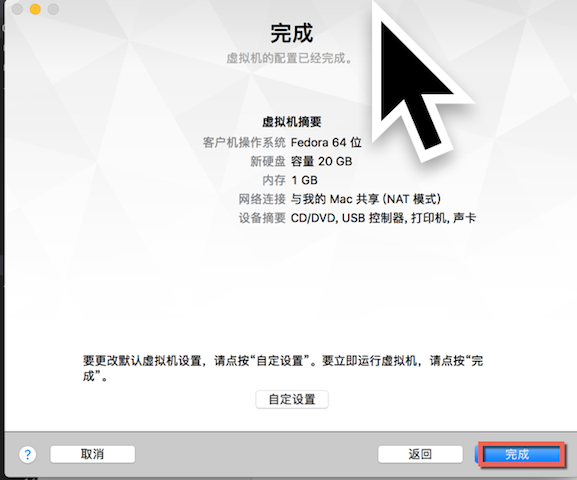 完成
虚拟机的配置已经完成。
虚拟机摘要
客户机操作系统 Fedora 64 位
新硬盘 容量 20 GB
内存 1 GB
网络连接 与我的 Mac 共享 (NAT 模式)
设备摘要 CD/DVD, USB 控制器, 打印机, 声卡
要更改默认虚拟机设置，请点按“自定设置”。要立即运行虚拟机，请点按“完
成”。
自定设置
? 取消 返回 完成